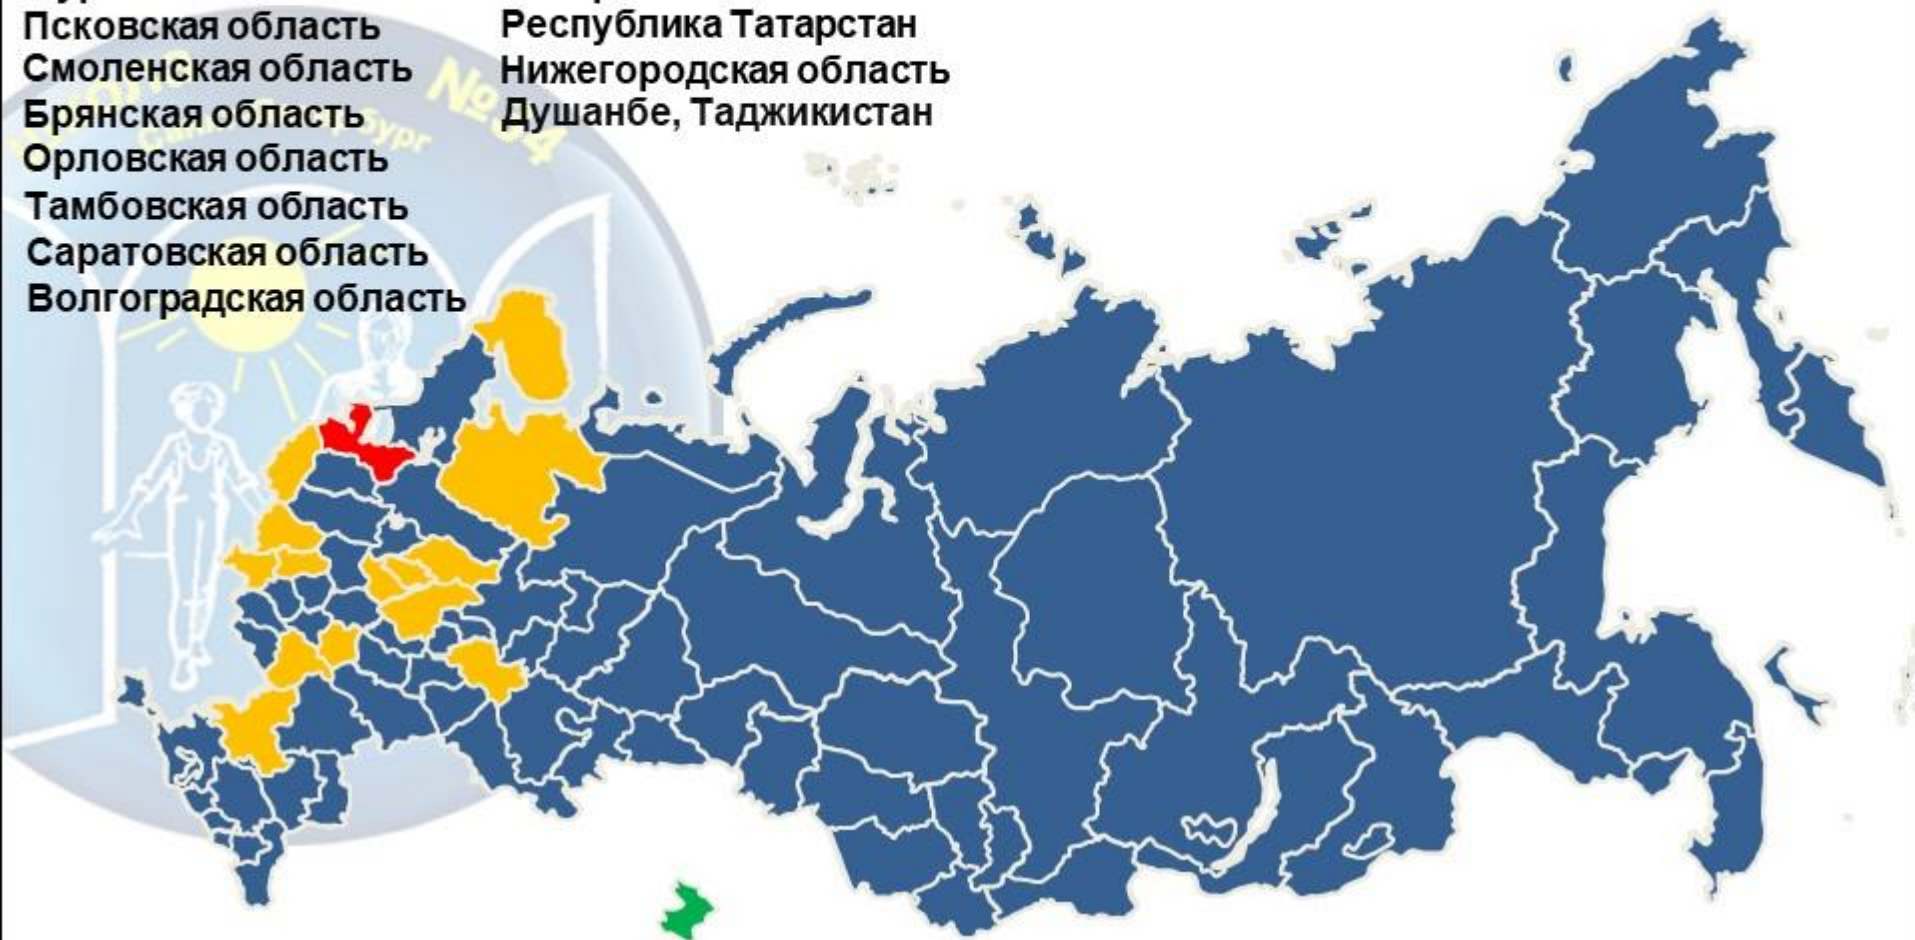 Псковская область
Смоленская область
Брянская область
Орловская область
Тамбовская область
Саратовская область
Волгоградская область
Республика Татарстан
Нижегородская область
Душанбе, Таджикистан